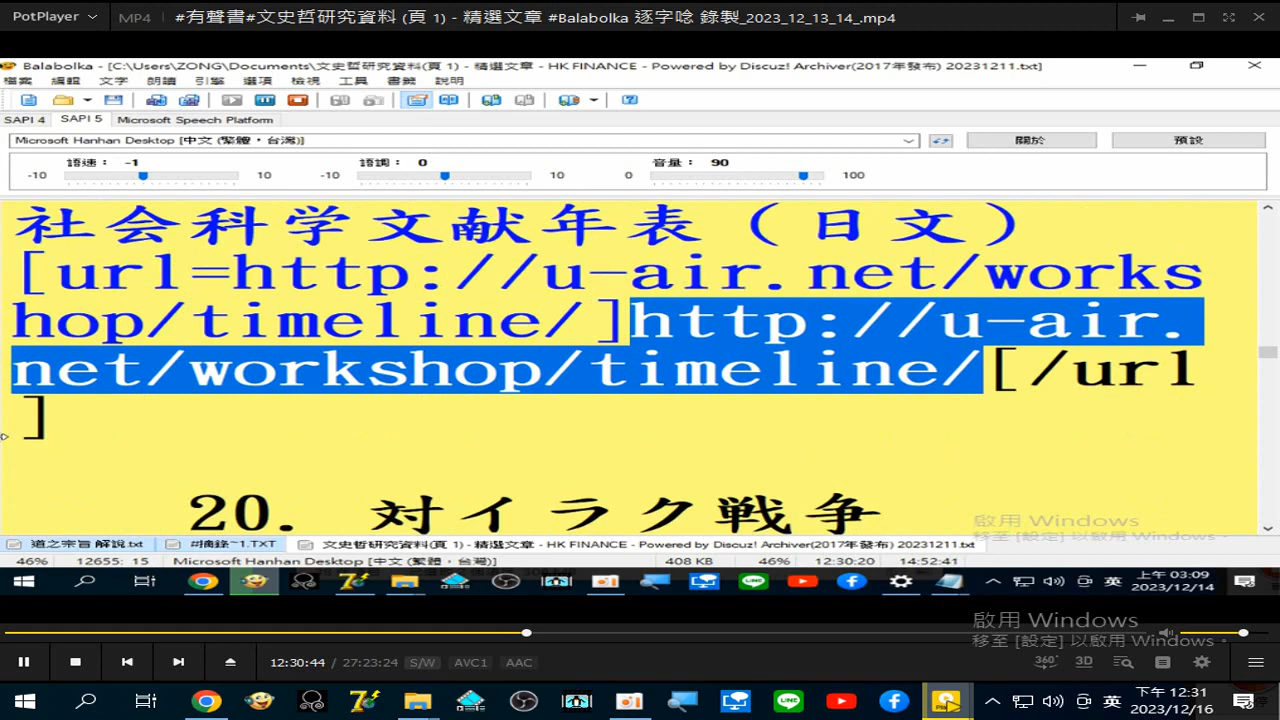 PotPlayer MP4 #有聲書#文史哲研究資料 (頁 1) - 精選文章 #Balabolka 逐字唸 錄製_2023_12_13_14_.mp4
Balabolka - [C:\Users\ZONG\Documents\文史哲研究資料(頁 1) - 精選文章 - HK FINANCE - Powered by Discuz! Archiver(2017年發布) 20231211.txt]
檔案 編輯 文字 朗讀 引擎 選項 檢視 工具 書籤 說明
SAPI 4 SAPI 5 Microsoft Speech Platform
Microsoft Hanhan Desktop [中文 (繁體，台灣)] 關於 預設
語速： -1 語調： 0 音量： 90
-10 10 -10 10 0 100
社会科学文献年表（日文）
[url=http://u-air.net/works
hop/timeline/]http://u-air.
net/workshop/timeline/[/url
]
20. 対イラク戦争
啟用 Windows
移至 [設定] 以啟用 Windows。
道之宗旨 解說.txt #摘錄~1.TXT 文史哲研究資料(頁 1) - 精選文章 - HK FINANCE - Powered by Discuz! Archiver(2017年發布) 20231211.txt
46% 12655: 15 Microsoft Hanhan Desktop [中文 (繁體，台灣)] 408 KB 46% 12:30:20 14:52:41
英 上午 03:09
2023/12/14
啟用 Windows
移至 [設定] 以啟用 Windows。
12:30:44 / 27:23:24 S/W AVC1 AAC 360° 3D
英 下午 12:31
2023/12/16